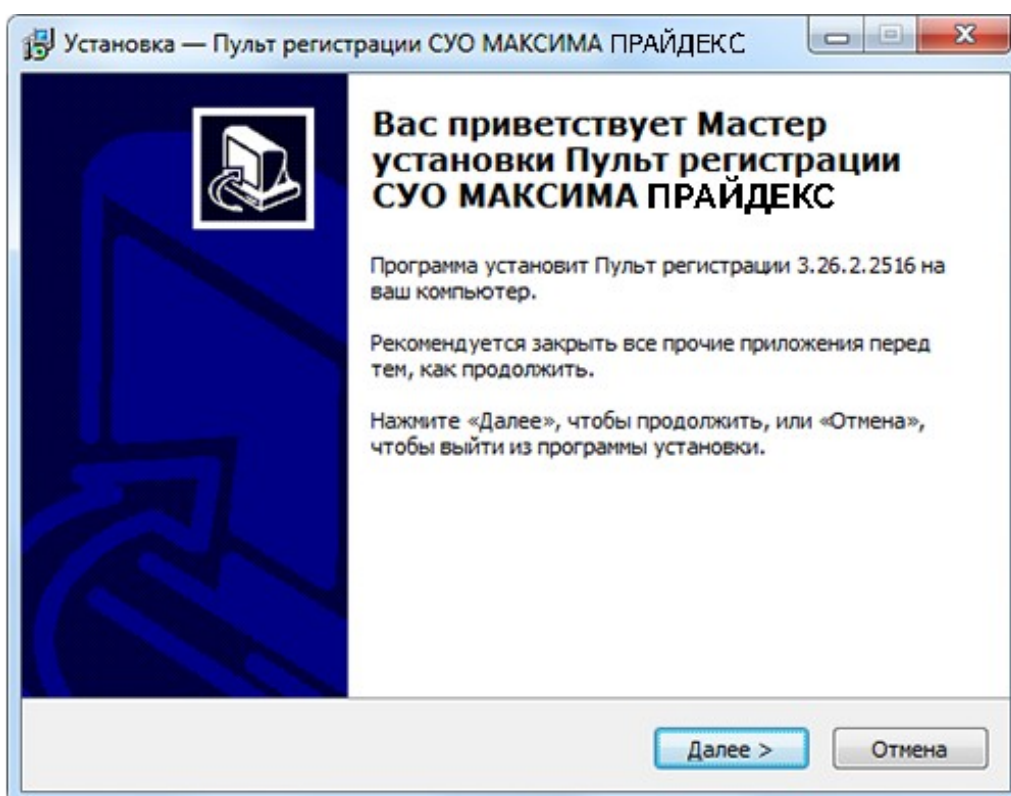 Установка — Пульт регистрации СУО МАКСИМА ПРАЙДЕКС
Вас приветствует Мастер
установки Пульт регистрации
СУО МАКСИМА ПРАЙДЕКС
Программа установит Пульт регистрации 3.26.2.2516 на
ваш компьютер.
Рекомендуется закрыть все прочие приложения перед
тем, как продолжить.
Нажмите «Далее», чтобы продолжить, или «Отмена»,
чтобы выйти из программы установки.
Далее >
Отмена